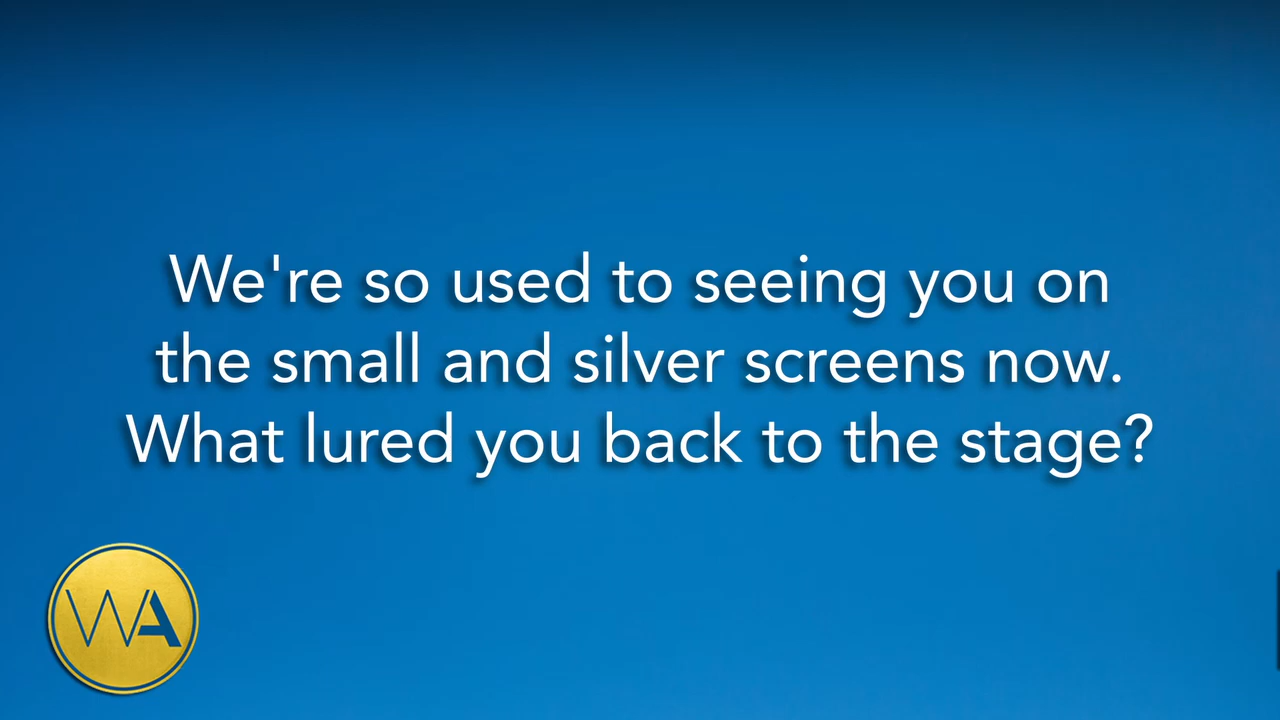 We're so used to seeing you on
the small and silver screens now.
What lured you back to the stage?
WA